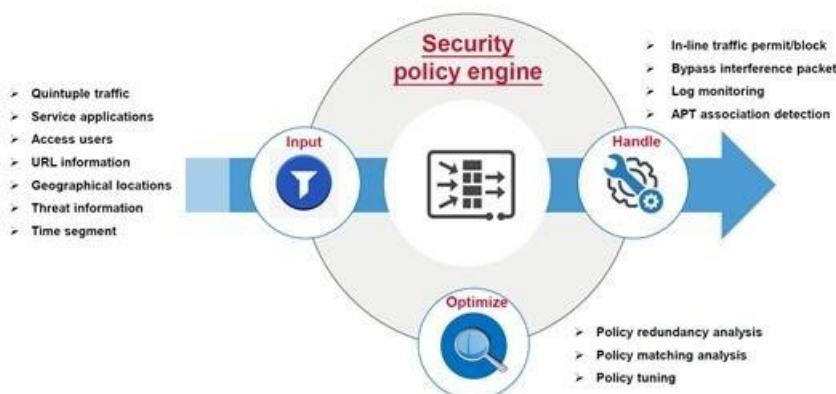 Security
policy engine
Quintuple traffic
Service applications
Access users
URL information
Geographical locations
Threat information
Time segment
Input
Handle
In-line traffic permit/block
Bypass interference packet
Log monitoring
APT association detection
Optimize
Policy redundancy analysis
Policy matching analysis
Policy tuning